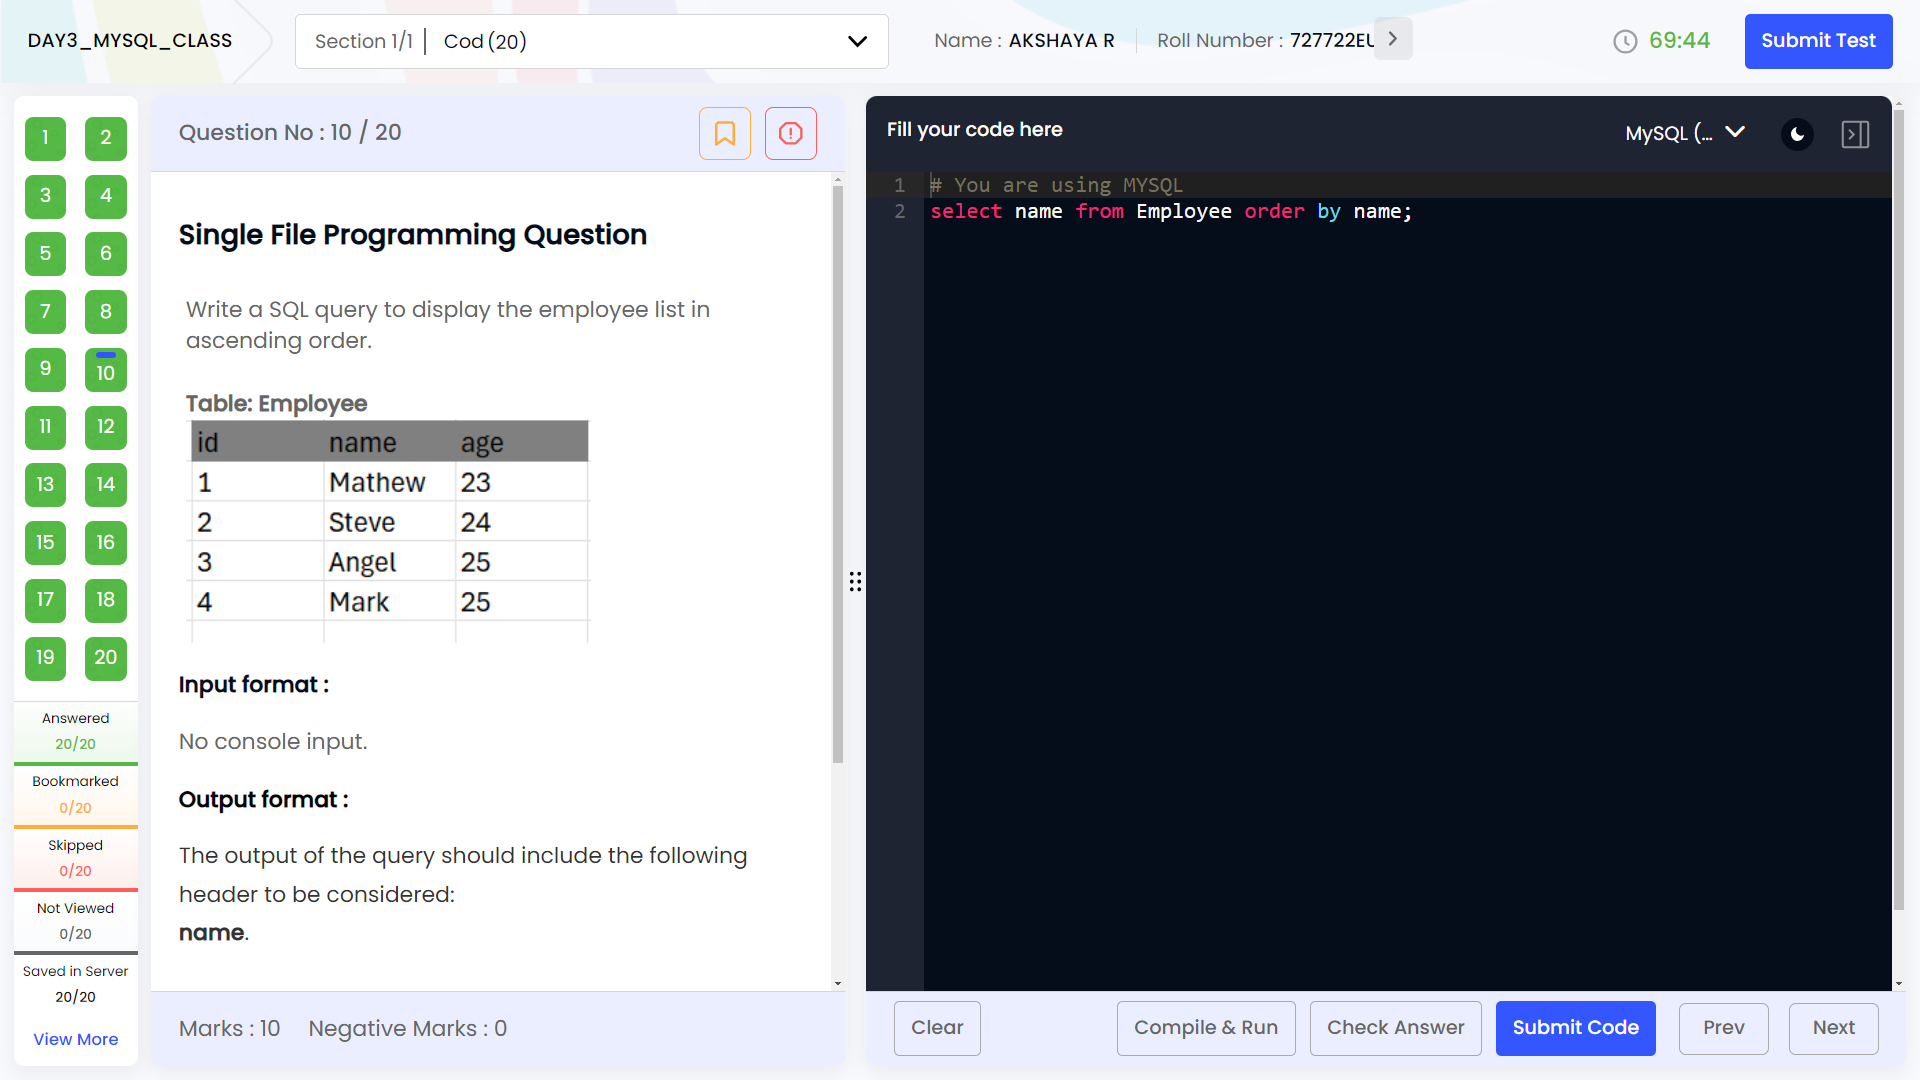 DAY3_MYSQL_CLASS
Section 1/1 | Cod (20)
Name : AKSHAYA R
Roll Number :
69:44
Submit Test
1 2
3 4
5 6
7 8
9 10
11 12
13 14
15 16
17 18
19 20
Answered
20/20
Bookmarked
0/20
Skipped
0/20
Not Viewed
0/20
Saved in Server
20/20
View More
Question No : 10 / 20
Single File Programming Question
Write a SQL query to display the employee list in
ascending order.
Table: Employee
id name age
1 Mathew 23
2 Steve 24
3 Angel 25
4 Mark 25
Input format :
No console input.
Output format :
The output of the query should include the following
header to be considered:
name.
Marks : 10 Negative Marks : 0
Fill your code here
MySQL (...
1 # You are using MYSQL
2 select name from Employee order by name;
Clear
Compile & Run
Check Answer
Submit Code
Prev
Next